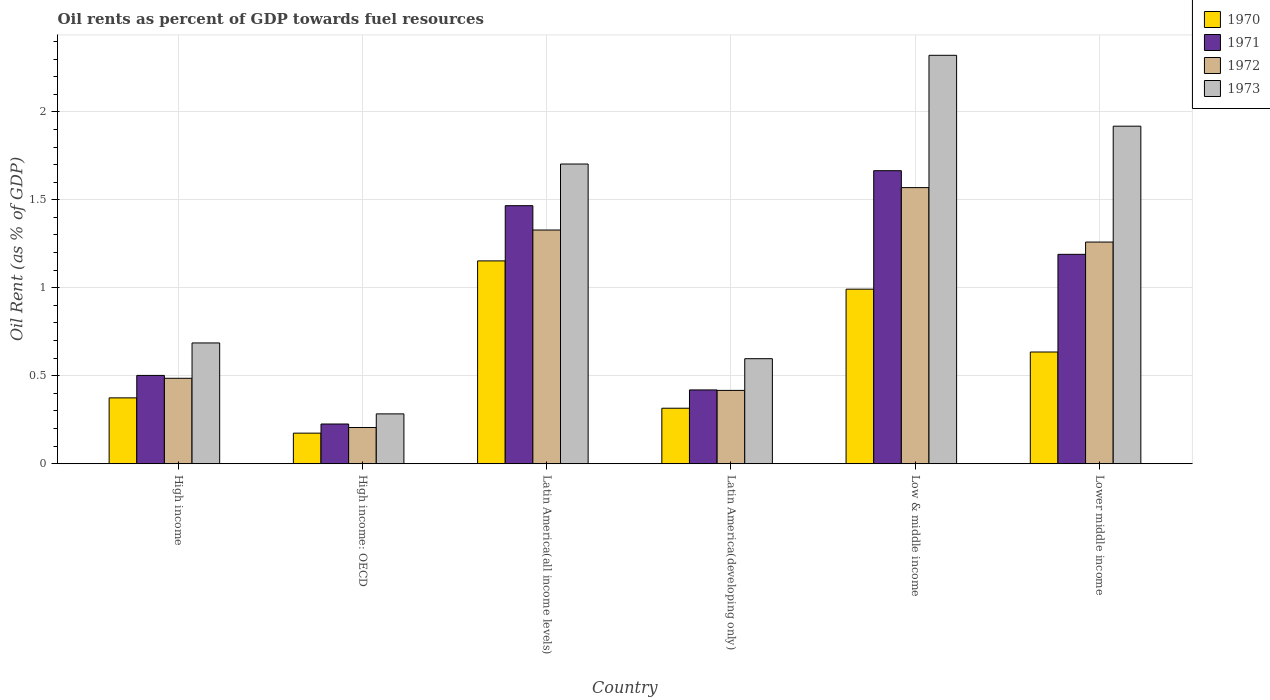 Oil rents as percent of GDP towards fuel resources
1970
1971
1972
1973
Oil Rent (as % of GDP)
2
1.5
1
0.5
0
High income
High income: OECD
Latin America(all income levels)
Latin America(developing only)
Low & middle income
Lower middle income
Country